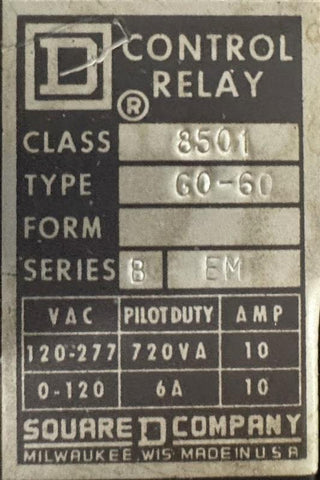 D CONTROL
RELAY
®
CLASS 8501
TYPE GO-60
FORM
SERIES B EM
VAC PILOT DUTY AMP
120-277 720VA 10
0-120 6A 10
SQUARE D COMPANY
MILWAUKEE, WIS. MADE IN U.S.A.